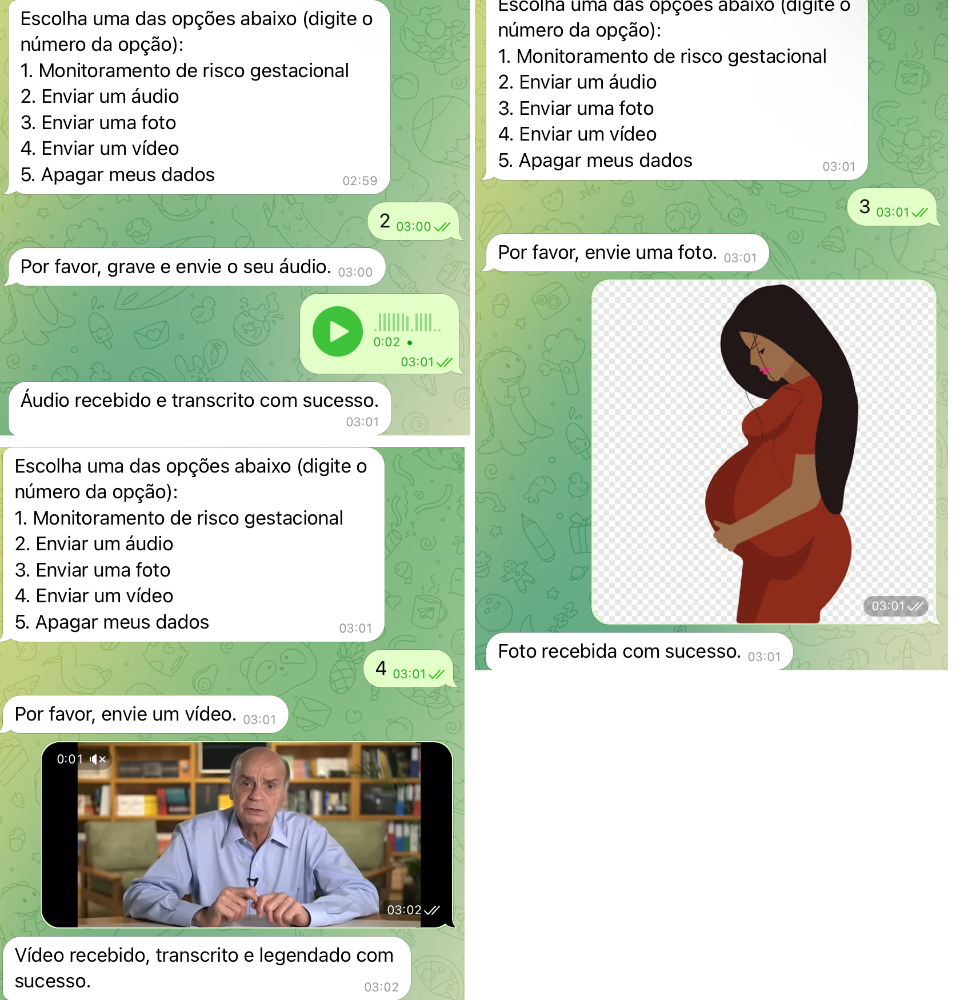 Escolha uma das opções abaixo (digite o
número da opção):
1. Monitoramento de risco gestacional
2. Enviar um áudio
3. Enviar uma foto
4. Enviar um vídeo
5. Apagar meus dados
02:59
2 03:00
Por favor, grave e envie o seu áudio. 03:00
0:02
03:01
Áudio recebido e transcrito com sucesso.
03:01
Escolha uma das opções abaixo (digite o
número da opção):
1. Monitoramento de risco gestacional
2. Enviar um áudio
3. Enviar uma foto
4. Enviar um vídeo
5. Apagar meus dados
03:01
4 03:01
Por favor, envie um vídeo. 03:01
0:01
03:02
Vídeo recebido, transcrito e legendado com
sucesso.
03:02
Escolha uma das opções abaixo (digite o
número da opção):
1. Monitoramento de risco gestacional
2. Enviar um áudio
3. Enviar uma foto
4. Enviar um vídeo
5. Apagar meus dados
03:01
3 03:01
Por favor, envie uma foto. 03:01
03:01
Foto recebida com sucesso. 03:01